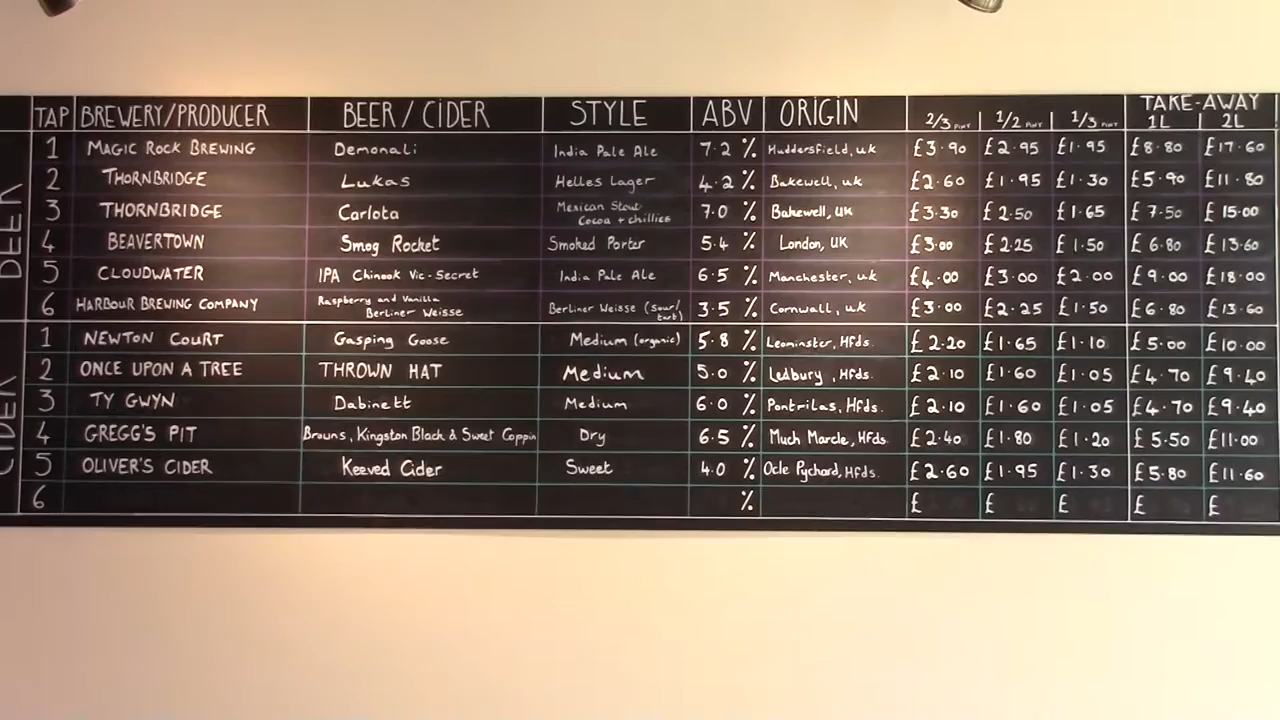 TAP BREWERY/PRODUCER BEER / CIDER STYLE ABV ORIGIN 2/3 PINT 1/2 PINT 1/3 PINT TAKE-AWAY 1L 2L
BEER
1 MAGIC ROCK BREWING Demonali India Pale Ale 7.2 % Huddersfield, uk £3.90 £2.95 £1.95 £8.80 £17.60
2 THORNBRIDGE Lukas Helles Lager 4.2 % Bakewell, uk £2.60 £1.95 £1.30 £5.90 £11.80
3 THORNBRIDGE Carlota Mexican Stout Cocoa + chillies 7.0 % Bakewell, UK £3.30 £2.50 £1.65 £7.50 £15.00
4 BEAVERTOWN Smog Rocket Smoked Porter 5.4 % London, UK £3.00 £2.25 £1.50 £6.80 £13.60
5 CLOUDWATER IPA Chinook Vic-Secret India Pale Ale 6.5 % Manchester, uk £4.00 £3.00 £2.00 £9.00 £18.00
6 HARBOUR BREWING COMPANY Raspberry and Vanilla Berliner Weisse Berliner Weisse (sour/tart) 3.5 % Cornwall, uk £3.00 £2.25 £1.50 £6.80 £13.60
CIDER
1 NEWTON COURT Gasping Goose Medium (organic) 5.8 % Leominster, Hfds. £2.20 £1.65 £1.10 £5.00 £10.00
2 ONCE UPON A TREE THROWN HAT Medium 5.0 % Ledbury, Hfds. £2.10 £1.60 £1.05 £4.70 £9.40
3 TY GWYN Dabinett Medium 6.0 % Pontrilas, Hfds. £2.10 £1.60 £1.05 £4.70 £9.40
4 GREGG'S PIT Browns, Kingston Black & Sweet Coppin Dry 6.5 % Much Marcle, Hfds. £2.40 £1.80 £1.20 £5.50 £11.00
5 OLIVER'S CIDER Keeved Cider Sweet 4.0 % Ocle Pychard, Hfds. £2.60 £1.95 £1.30 £5.80 £11.60
6 % £ £ £ £ £